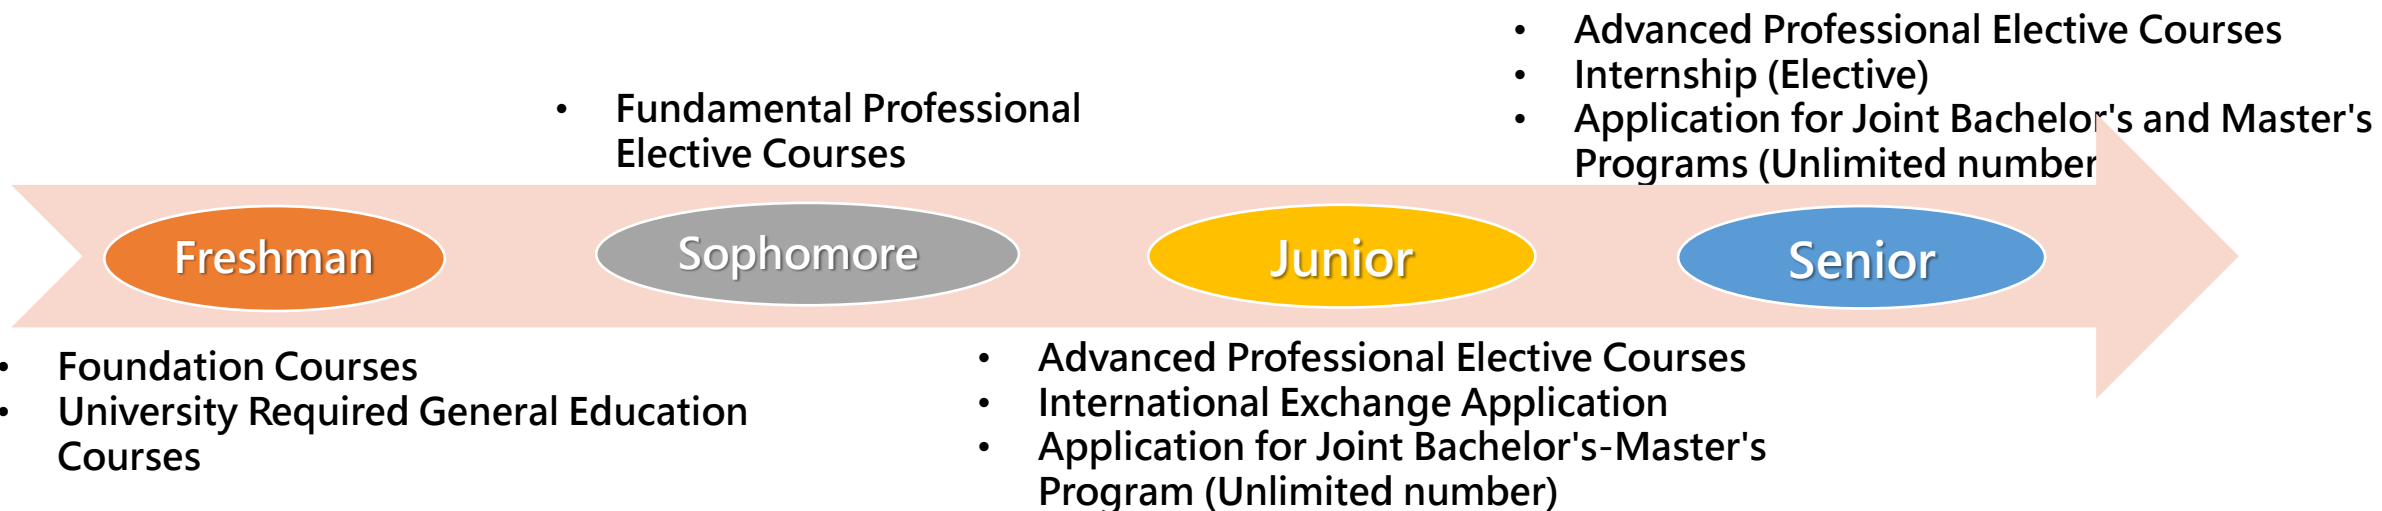 • Advanced Professional Elective Courses
• Internship (Elective)
• Application for Joint Bachelor's and Master's
Programs (Unlimited number
• Fundamental Professional
Elective Courses
Freshman
Sophomore
Junior
Senior
• Foundation Courses
• University Required General Education
Courses
• Advanced Professional Elective Courses
• International Exchange Application
• Application for Joint Bachelor's-Master's
Program (Unlimited number)